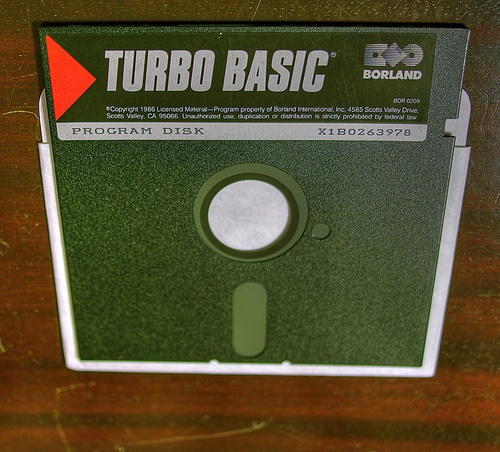 TURBO BASIC®
BORLAND
BOR 0209
©Copyright 1986 Licensed Material—Program property of Borland International, Inc, 4585 Scotts Valley Drive,
Scotts Valley, CA 95066. Unauthorized use, duplication or distribution is strictly prohibited by federal law
PROGRAM DISK X1B0263978